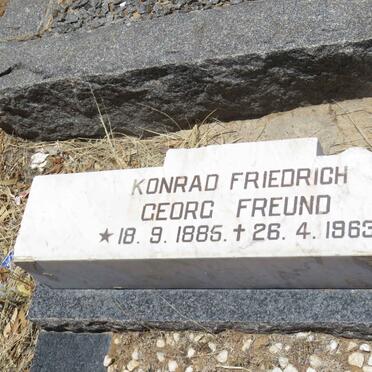 KONRAD FRIEDRICH
GEORG FREUND
★ 18. 9. 1885. ✝ 26. 4. 1963